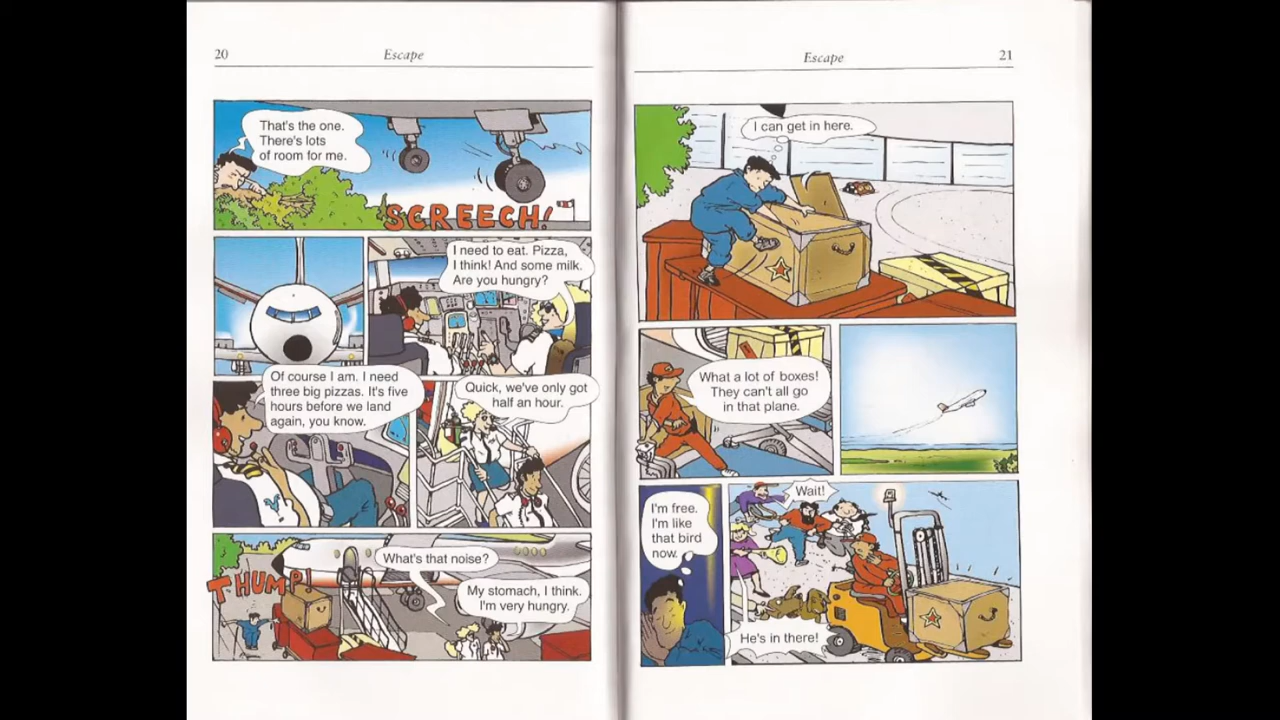 20
Escape
That's the one.
There's lots
of room for me.
SCREECH!
I need to eat. Pizza,
I think! And some milk.
Are you hungry?
Of course I am. I need
three big pizzas. It's five
hours before we land
again, you know.
Quick, we've only got
half an hour.
THUMP!
What's that noise?
My stomach, I think.
I'm very hungry.
Escape
21
I can get in here.
What a lot of boxes!
They can't all go
in that plane.
I'm free.
I'm like
that bird
now.
Wait!
He's in there!